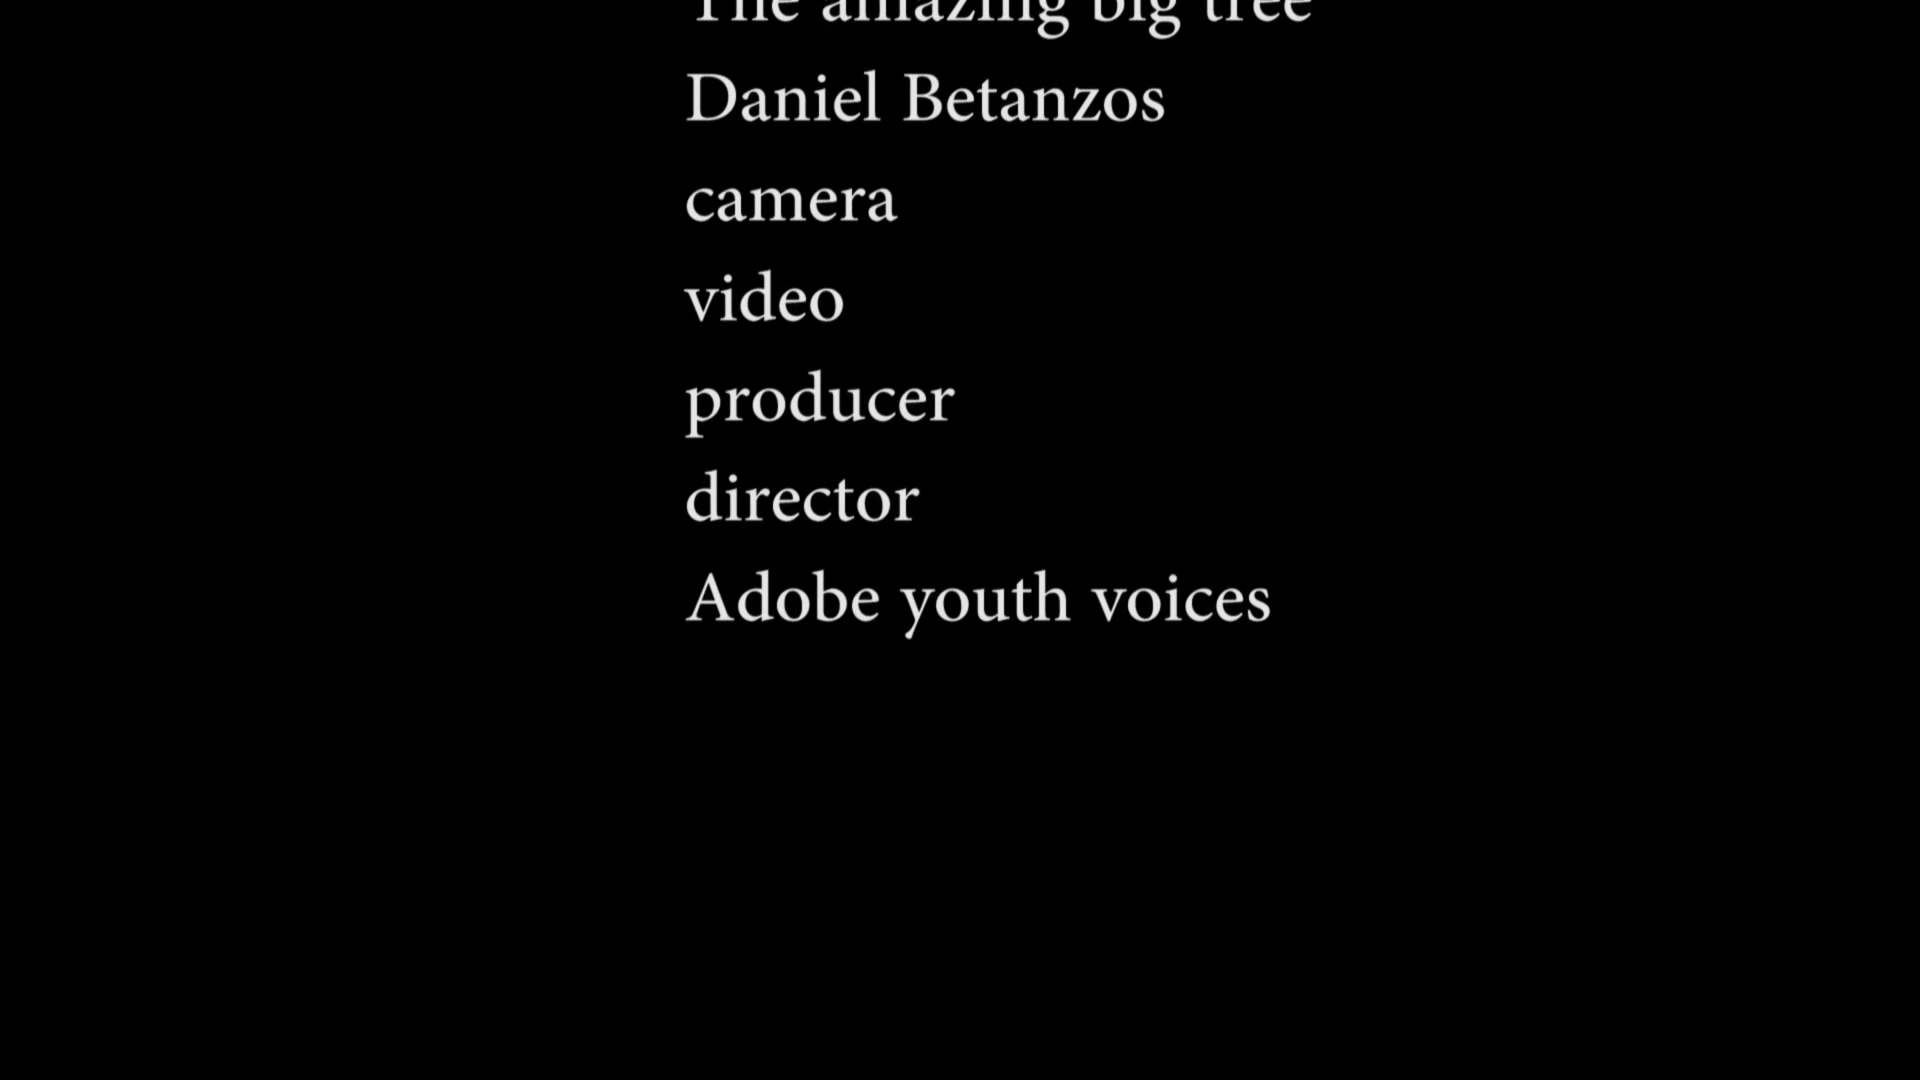 The amazing big tree
Daniel Betanzos
camera
video
producer
director
Adobe youth voices